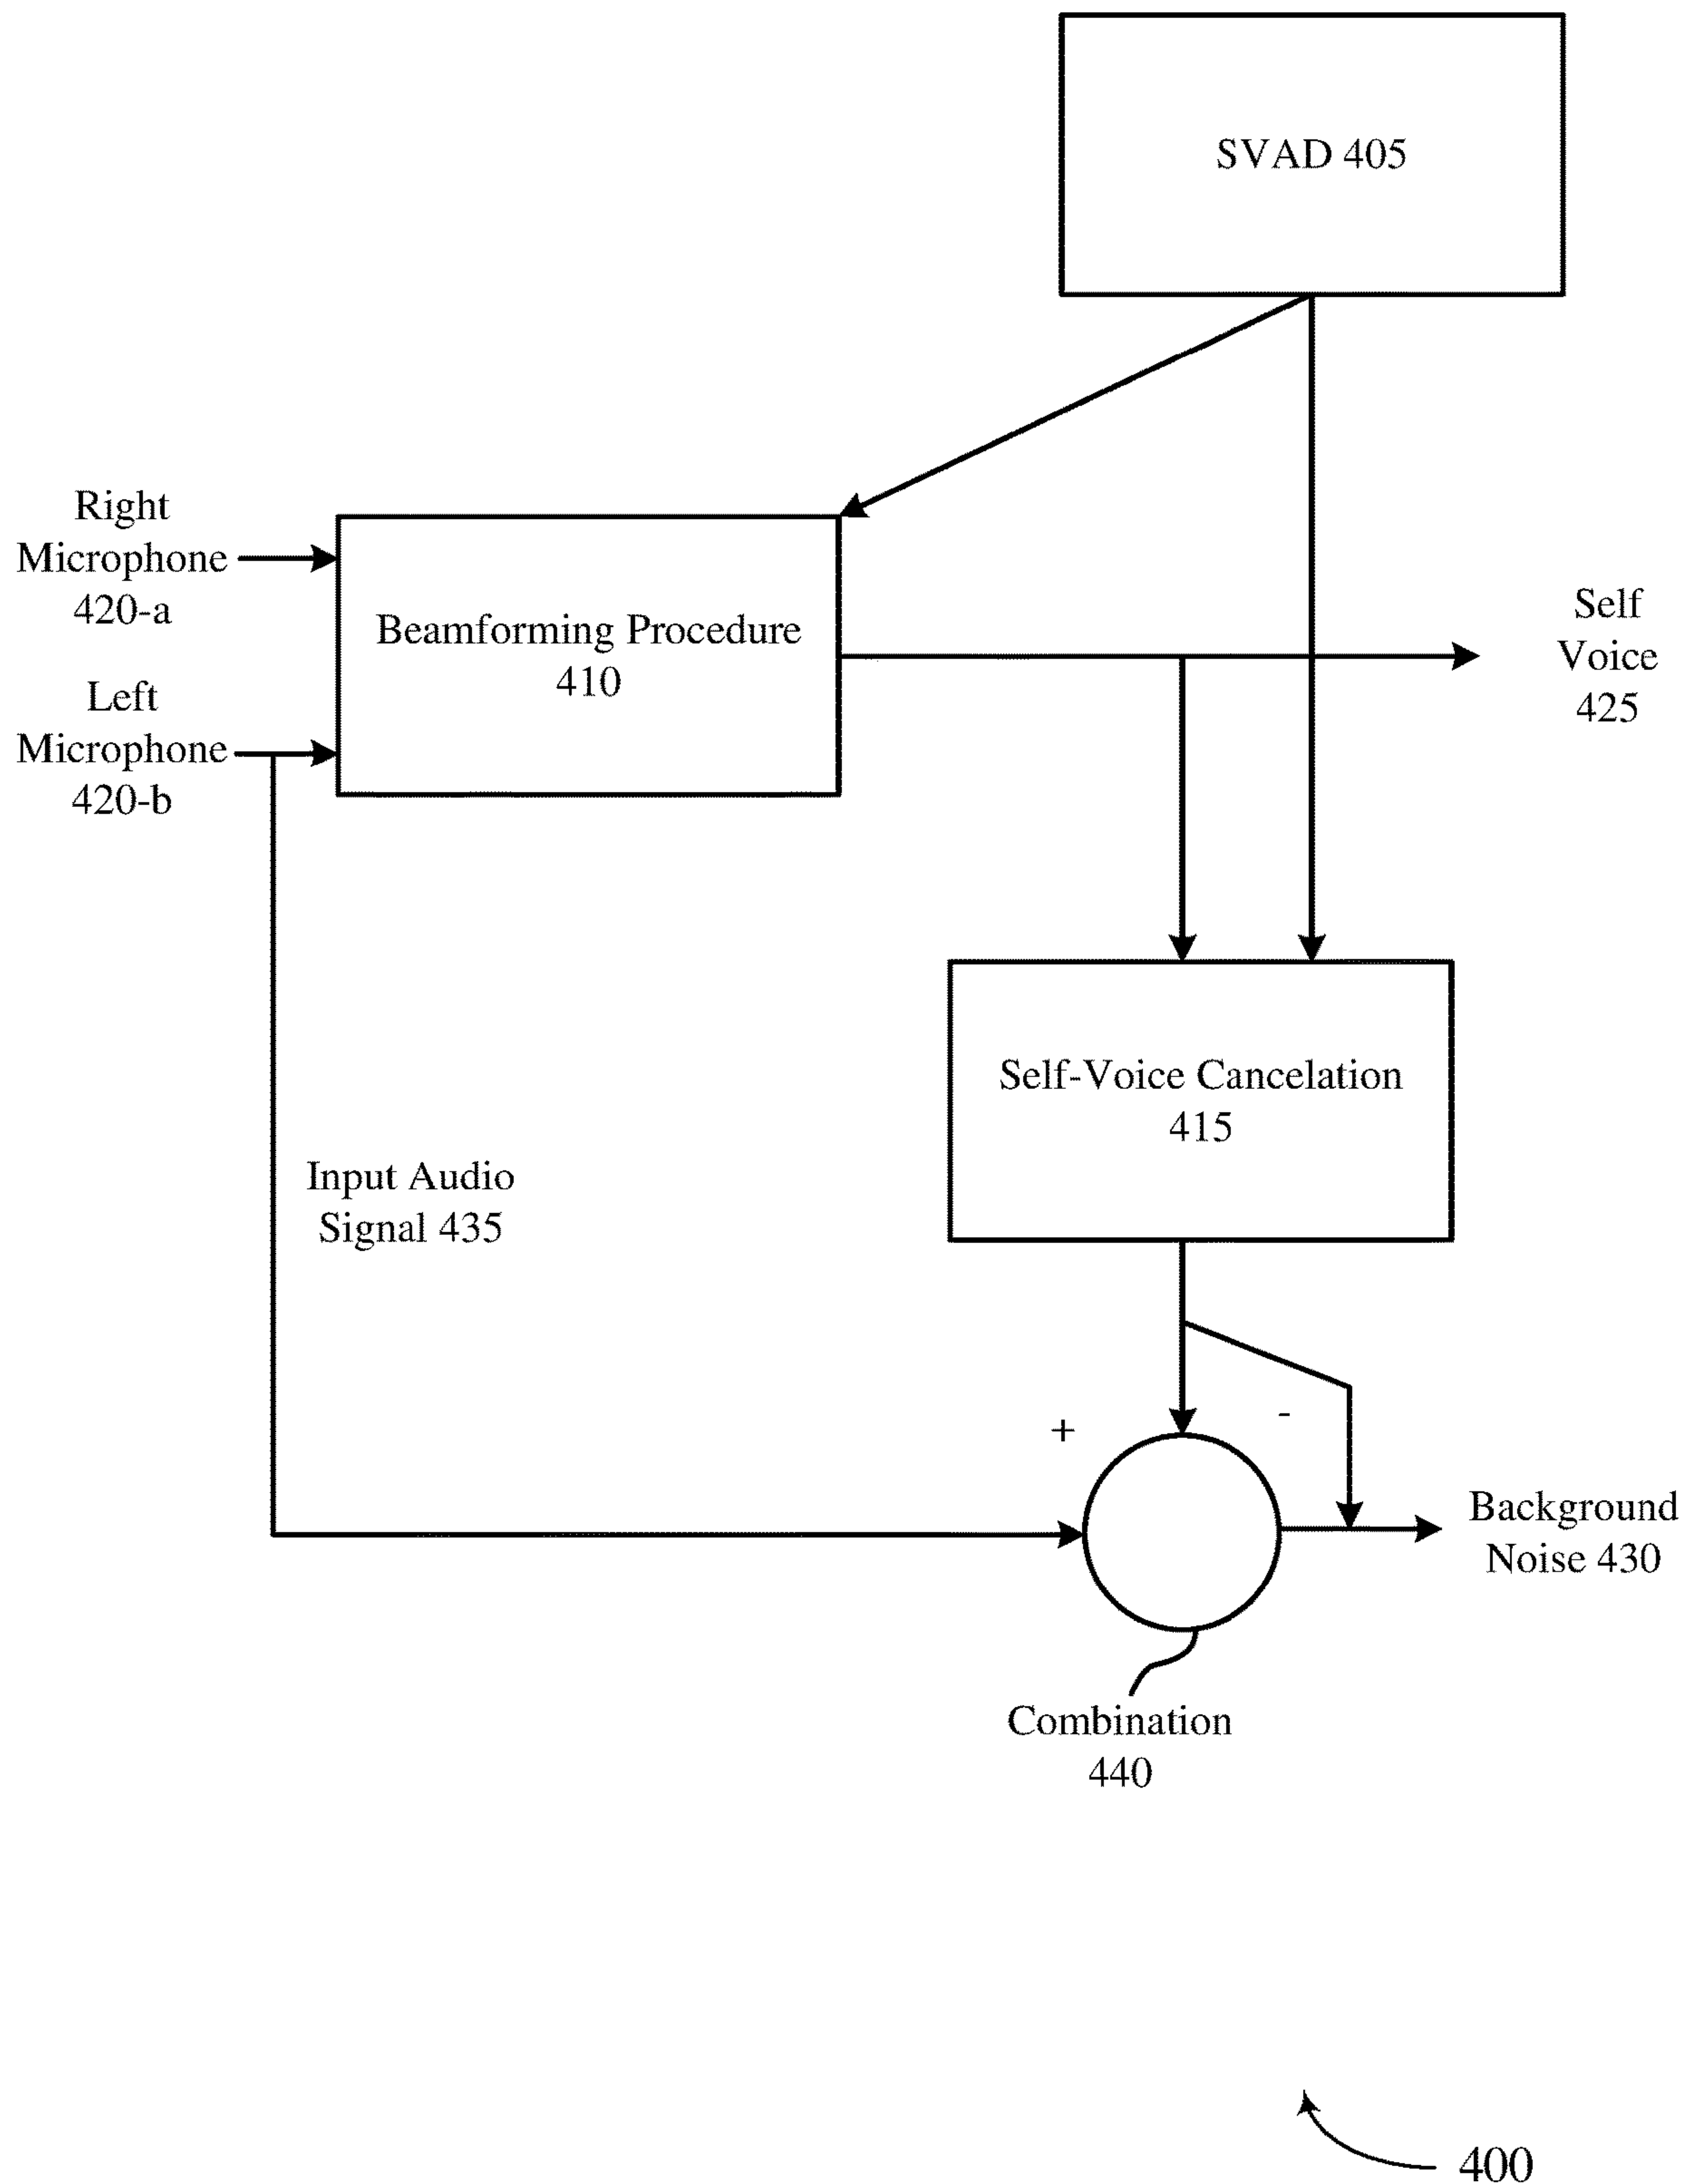 SVAD 405
Right
Microphone
420-a
Left
Microphone
420-b
Beamforming Procedure
410
Self
Voice
425
Self-Voice Cancelation
415
Input Audio
Signal 435
+
-
Background
Noise 430
Combination
440
400